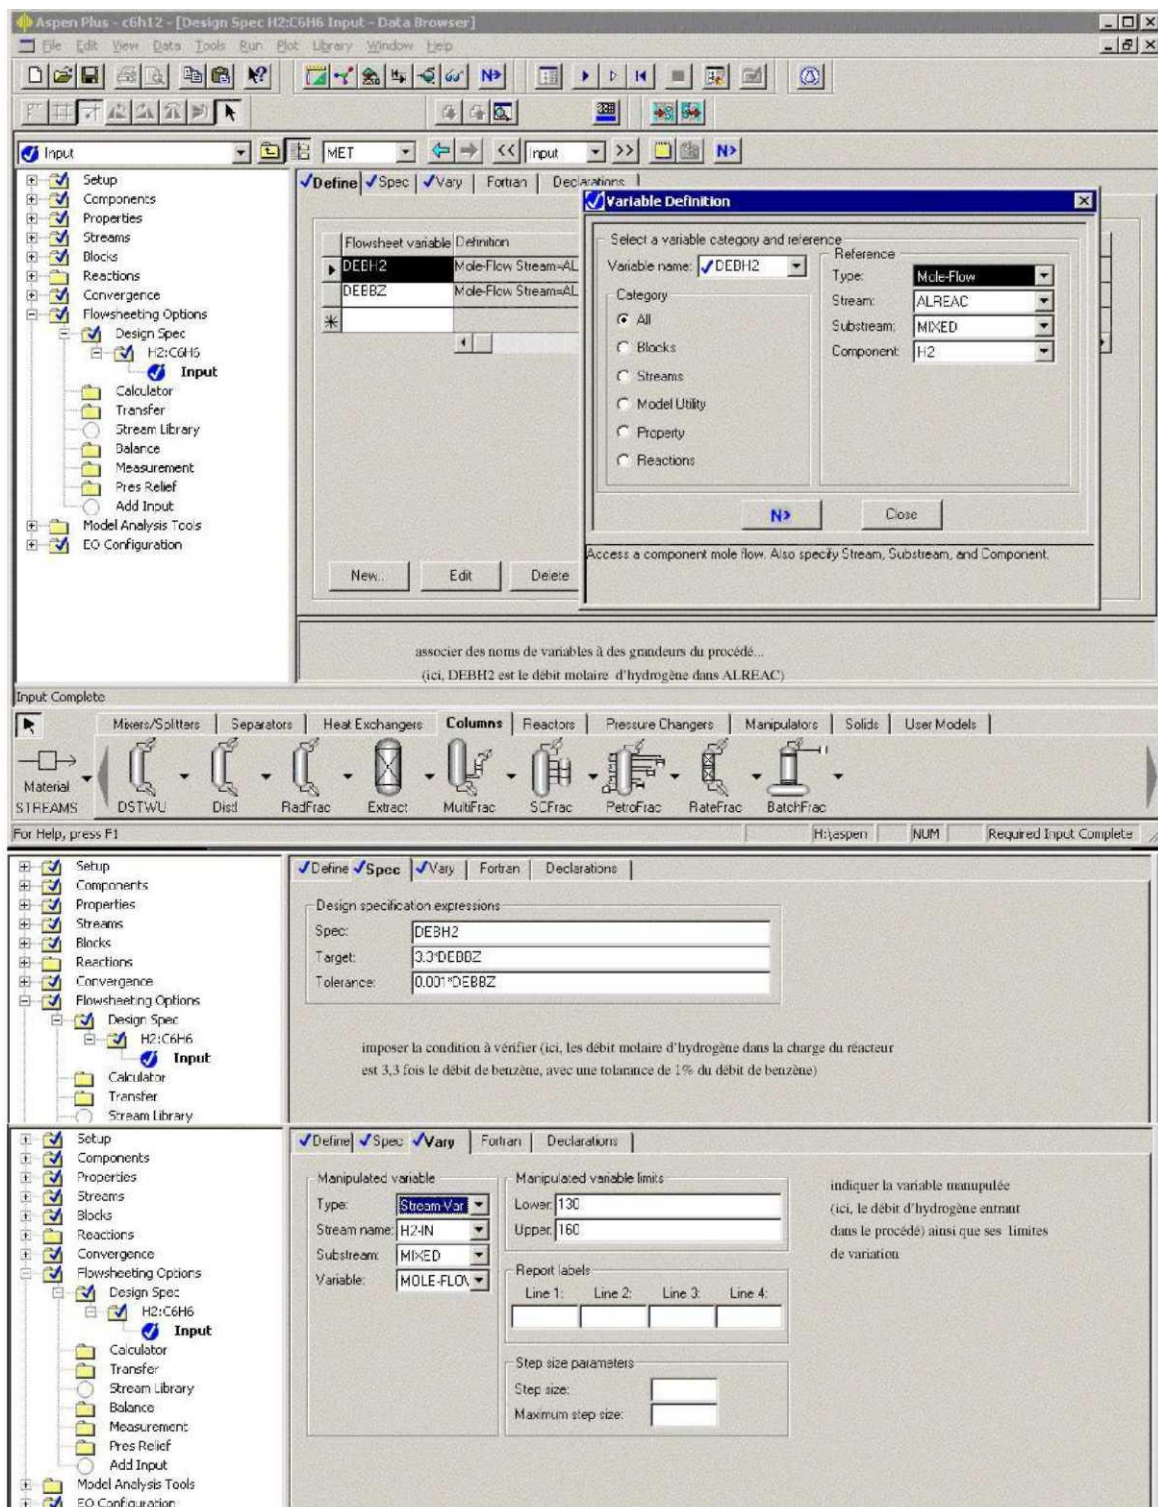 Aspen Plus - c6h12 - [Design Spec H2:C6H6 Input - Data Browser]
File Edit View Data Tools Run Plot Library Window Help
N>
Input MET << Input >> N>
Setup
Components
Properties
Streams
Blocks
Reactions
Convergence
Flowsheeting Options
Design Spec
H2:C6H6
Input
Calculator
Transfer
Stream Library
Balance
Measurement
Pres Relief
Add Input
Model Analysis Tools
EO Configuration
Define Spec Vary Fortran Declarations
Flowsheet variable Definition
DEBH2 Mole-Flow Stream=AL
DEBBZ Mole-Flow Stream=AL
New... Edit Delete
Variable Definition
Select a variable category and reference
Variable name: DEBH2
Category
All
Blocks
Streams
Model Utility
Property
Reactions
Reference
Type: Mole-Flow
Stream: ALREAC
Substream: MIXED
Component: H2
N> Close
Access a component mole flow. Also specify Stream, Substream, and Component.
associer des noms de variables à des grandeurs du procédé...
(ici, DEBH2 est le débit molaire d'hydrogène dans ALREAC)
Input Complete
Mixers/Splitters Separators Heat Exchangers Columns Reactors Pressure Changers Manipulators Solids User Models
Material
STREAMS DSTWU Distl RadFrac Extract MultiFrac SCFrac PetroFrac RateFrac BatchFrac
For Help, press F1 H:\aspen NUM Required Input Complete
Setup
Components
Properties
Streams
Blocks
Reactions
Convergence
Flowsheeting Options
Design Spec
H2:C6H6
Input
Calculator
Transfer
Stream Library
Define Spec Vary Fortran Declarations
Design specification expressions
Spec: DEBH2
Target: 3.3*DEBBZ
Tolerance: 0.001*DEBBZ
imposer la condition à vérifier (ici, les débit molaire d'hydrogène dans la charge du réacteur
est 3,3 fois le débit de benzène, avec une tolarance de 1% du débit de benzène)
Setup
Components
Properties
Streams
Blocks
Reactions
Convergence
Flowsheeting Options
Design Spec
H2:C6H6
Input
Calculator
Transfer
Stream Library
Balance
Measurement
Pres Relief
Add Input
Model Analysis Tools
EO Configuration
Define Spec Vary Fortran Declarations
Manipulated variable
Type: Stream-Var
Stream name: H2-IN
Substream: MIXED
Variable: MOLE-FLOW
Manipulated variable limits
Lower: 130
Upper: 160
Report labels
Line 1: Line 2: Line 3: Line 4:
Step size parameters
Step size:
Maximum step size:
indiquer la variable manupulée
(ici, le débit d'hydrogène entrant
dans le procédé) ainsi que ses limites
de variation